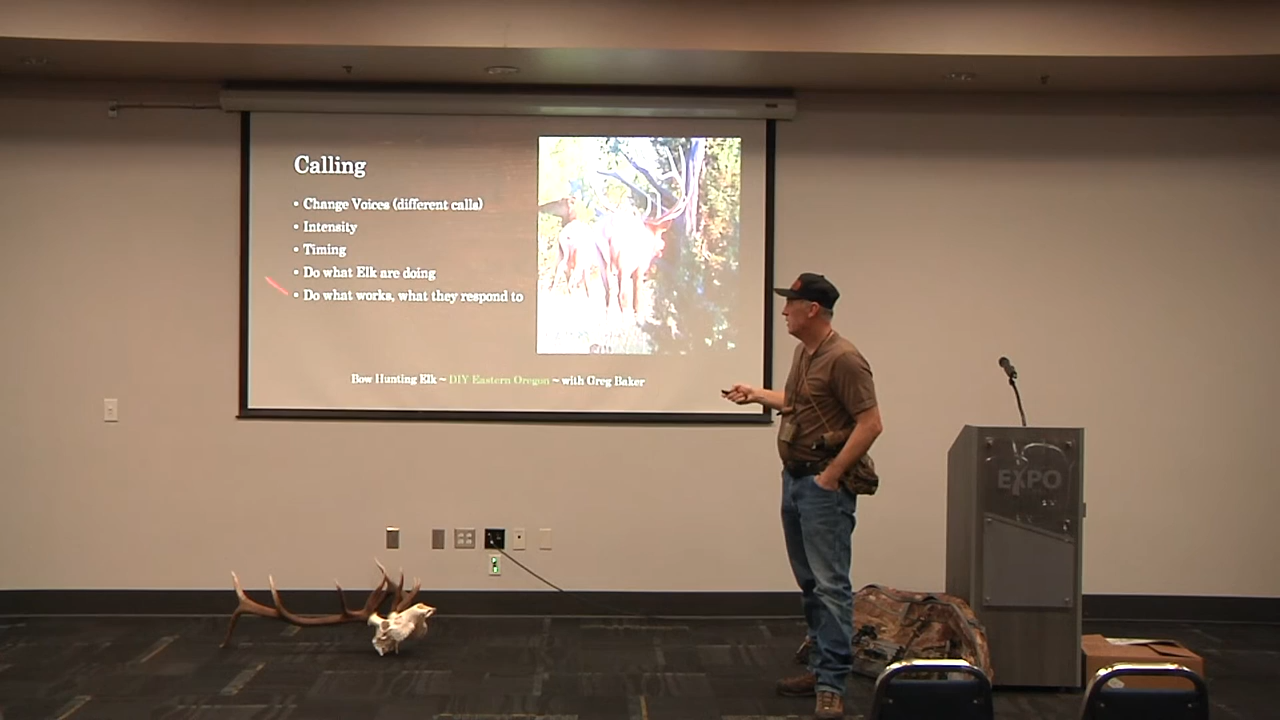 Calling
• Change Voices (different calls)
• Intensity
• Timing
• Do what Elk are doing
• Do what works, what they respond to
Bow Hunting Elk ~ DIY Eastern Oregon ~ with Greg Baker
EXPO